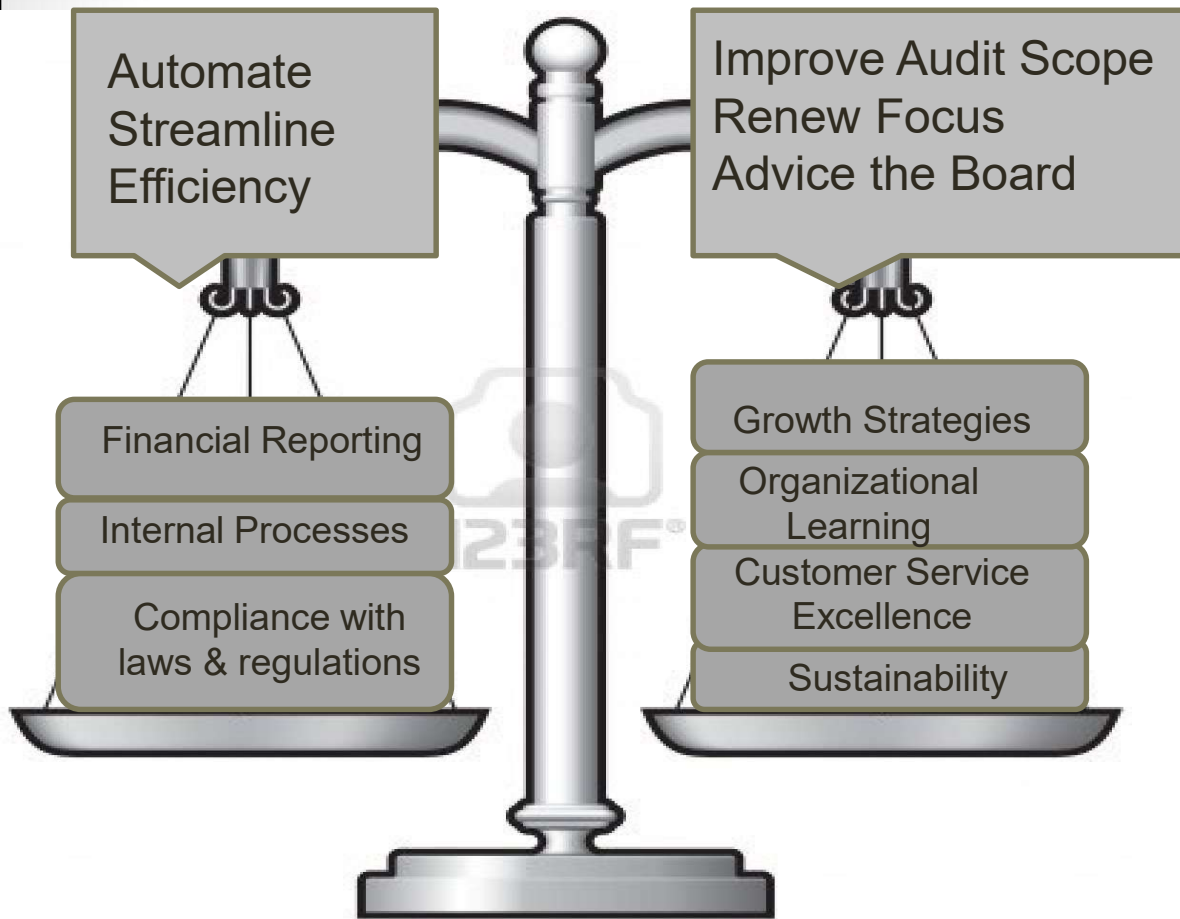 Automate
Streamline
Efficiency
Improve Audit Scope
Renew Focus
Advice the Board
Financial Reporting
Internal Processes
Compliance with
laws & regulations
Growth Strategies
Organizational
Learning
Customer Service
Excellence
Sustainability
123RF®